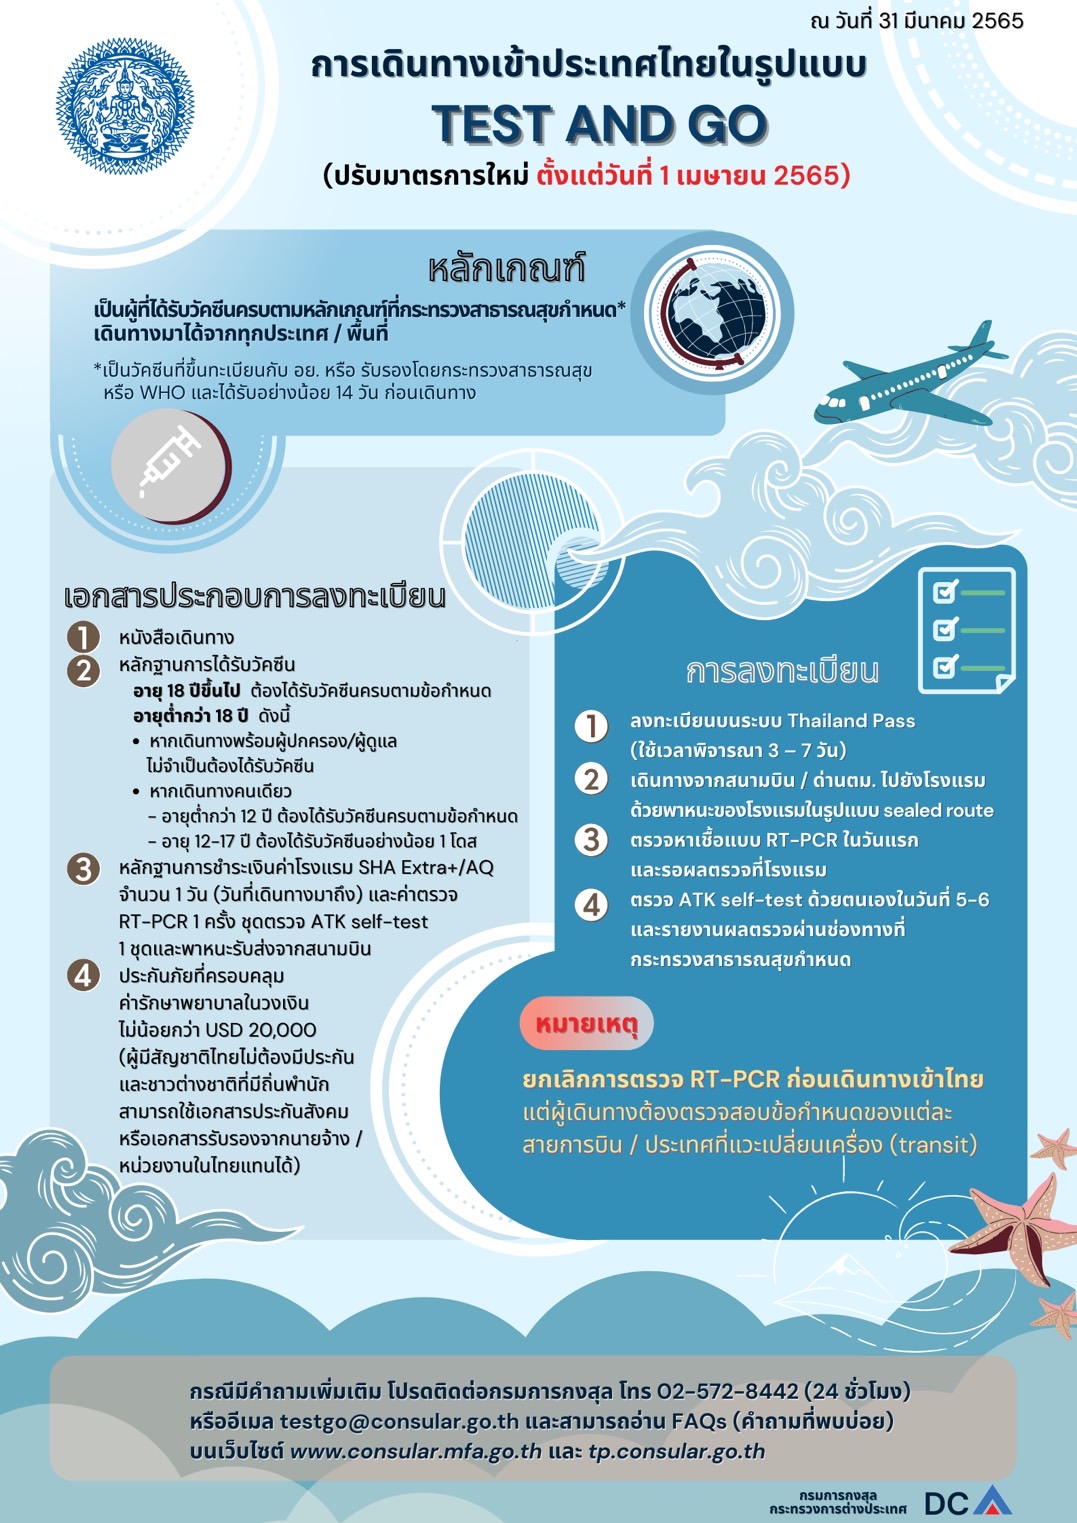 ณ วันที่ 31 มีนาคม 2565
การเดินทางเข้าประเทศไทยในรูปแบบ
TEST AND GO
(ปรับมาตรการใหม่ ตั้งแต่วันที่ 1 เมษายน 2565)
หลักเกณฑ์
เป็นผู้ที่ได้รับวัคซีนครบตามหลักเกณฑ์ที่กระทรวงสาธารณสุขกำหนด*
เดินทางมาได้จากทุกประเทศ / พื้นที่
*เป็นวัคซีนที่ขึ้นทะเบียนกับ อย. หรือ รับรองโดยกระทรวงสาธารณสุข
หรือ WHO และได้รับอย่างน้อย 14 วัน ก่อนเดินทาง
เอกสารประกอบการลงทะเบียน
1 หนังสือเดินทาง
2 หลักฐานการได้รับวัคซีน
อายุ 18 ปีขึ้นไป ต้องได้รับวัคซีนครบตามข้อกำหนด
อายุต่ำกว่า 18 ปี ดังนี้
• หากเดินทางพร้อมผู้ปกครอง/ผู้ดูแล
ไม่จำเป็นต้องได้รับวัคซีน
• หากเดินทางคนเดียว
- อายุต่ำกว่า 12 ปี ต้องได้รับวัคซีนครบตามข้อกำหนด
- อายุ 12-17 ปี ต้องได้รับวัคซีนอย่างน้อย 1 โดส
3 หลักฐานการชำระเงินค่าโรงแรม SHA Extra+/AQ
จำนวน 1 วัน (วันที่เดินทางมาถึง) และค่าตรวจ
RT-PCR 1 ครั้ง ชุดตรวจ ATK self-test
1 ชุดและพาหนะรับส่งจากสนามบิน
4 ประกันภัยที่ครอบคลุม
ค่ารักษาพยาบาลในวงเงิน
ไม่น้อยกว่า USD 20,000
(ผู้มีสัญชาติไทยไม่ต้องมีประกัน
และชาวต่างชาติที่มีถิ่นพำนัก
สามารถใช้เอกสารประกันสังคม
หรือเอกสารรับรองจากนายจ้าง /
หน่วยงานในไทยแทนได้)
การลงทะเบียน
1 ลงทะเบียนบนระบบ Thailand Pass
(ใช้เวลาพิจารณา 3 – 7 วัน)
2 เดินทางจากสนามบิน / ด่านตม. ไปยังโรงแรม
ด้วยพาหนะของโรงแรมในรูปแบบ sealed route
3 ตรวจหาเชื้อแบบ RT-PCR ในวันแรก
และรอผลตรวจที่โรงแรม
4 ตรวจ ATK self-test ด้วยตนเองในวันที่ 5-6
และรายงานผลตรวจผ่านช่องทางที่
กระทรวงสาธารณสุขกำหนด
หมายเหตุ
ยกเลิกการตรวจ RT-PCR ก่อนเดินทางเข้าไทย
แต่ผู้เดินทางต้องตรวจสอบข้อกำหนดของแต่ละ
สายการบิน / ประเทศที่แวะเปลี่ยนเครื่อง (transit)
กรณีมีคำถามเพิ่มเติม โปรดติดต่อกรมการกงสุล โทร 02-572-8442 (24 ชั่วโมง)
หรืออีเมล testgo@consular.go.th และสามารถอ่าน FAQs (คำถามที่พบบ่อย)
บนเว็บไซต์ www.consular.mfa.go.th และ tp.consular.go.th
กรมการกงสุล
กระทรวงการต่างประเทศ
DCA